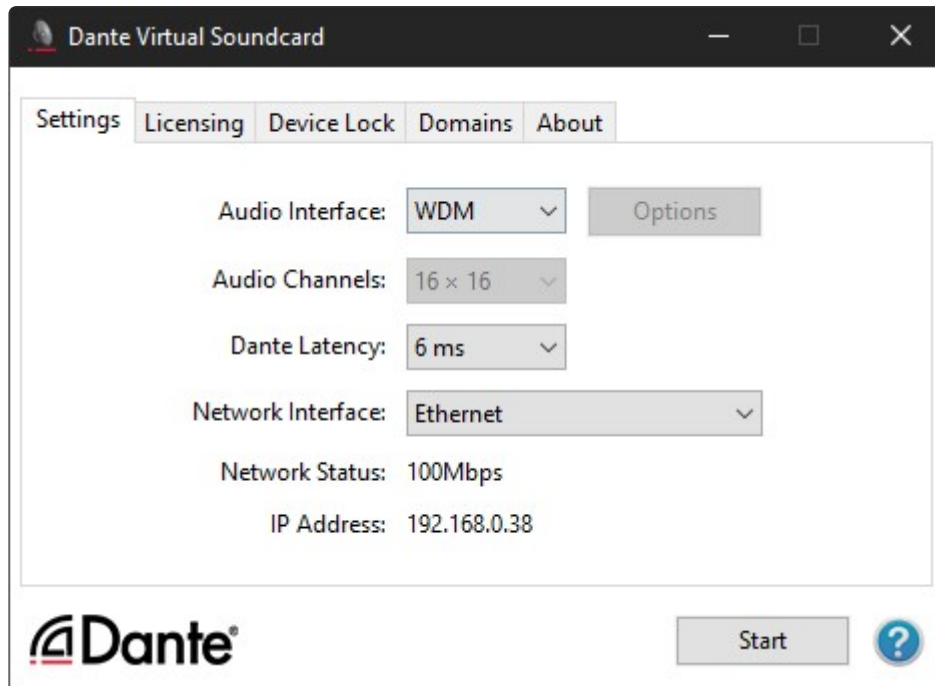 Dante Virtual Soundcard
Settings Licensing Device Lock Domains About
Audio Interface: WDM Options
Audio Channels: 16 × 16
Dante Latency: 6 ms
Network Interface: Ethernet
Network Status: 100Mbps
IP Address: 192.168.0.38
Dante® Start ?